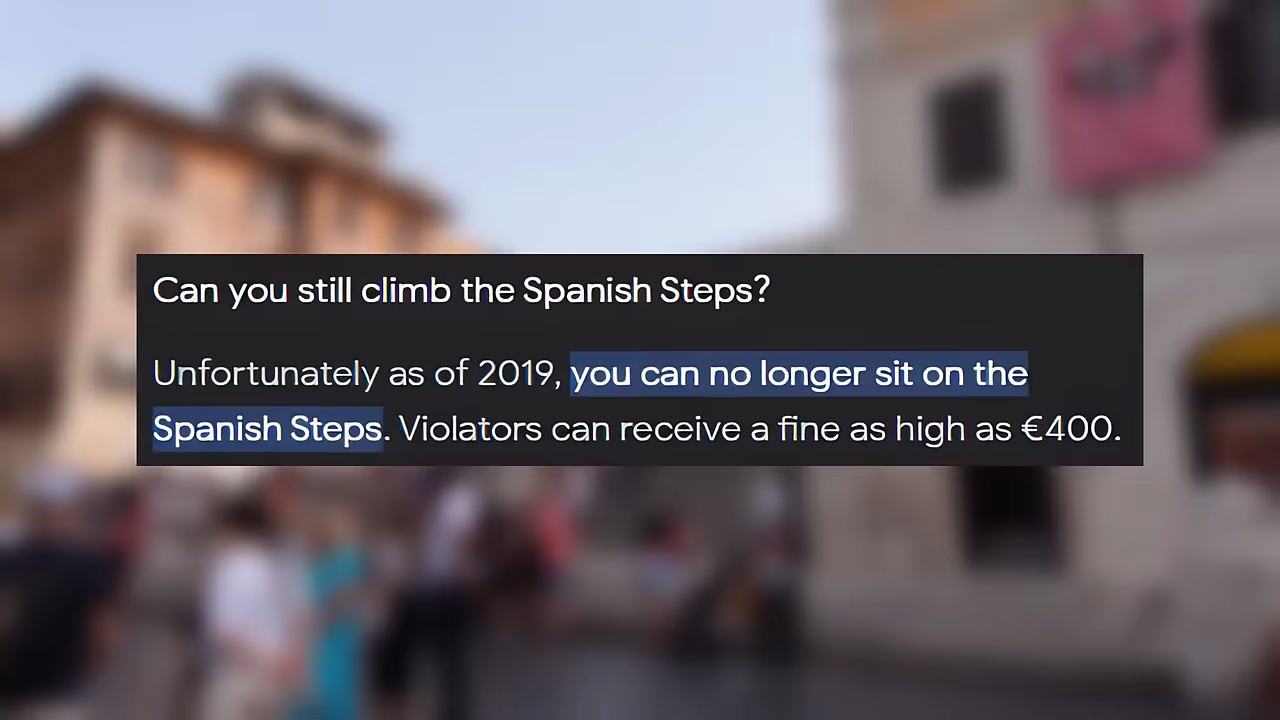 Can you still climb the Spanish Steps?
Unfortunately as of 2019, you can no longer sit on the
Spanish Steps. Violators can receive a fine as high as €400.